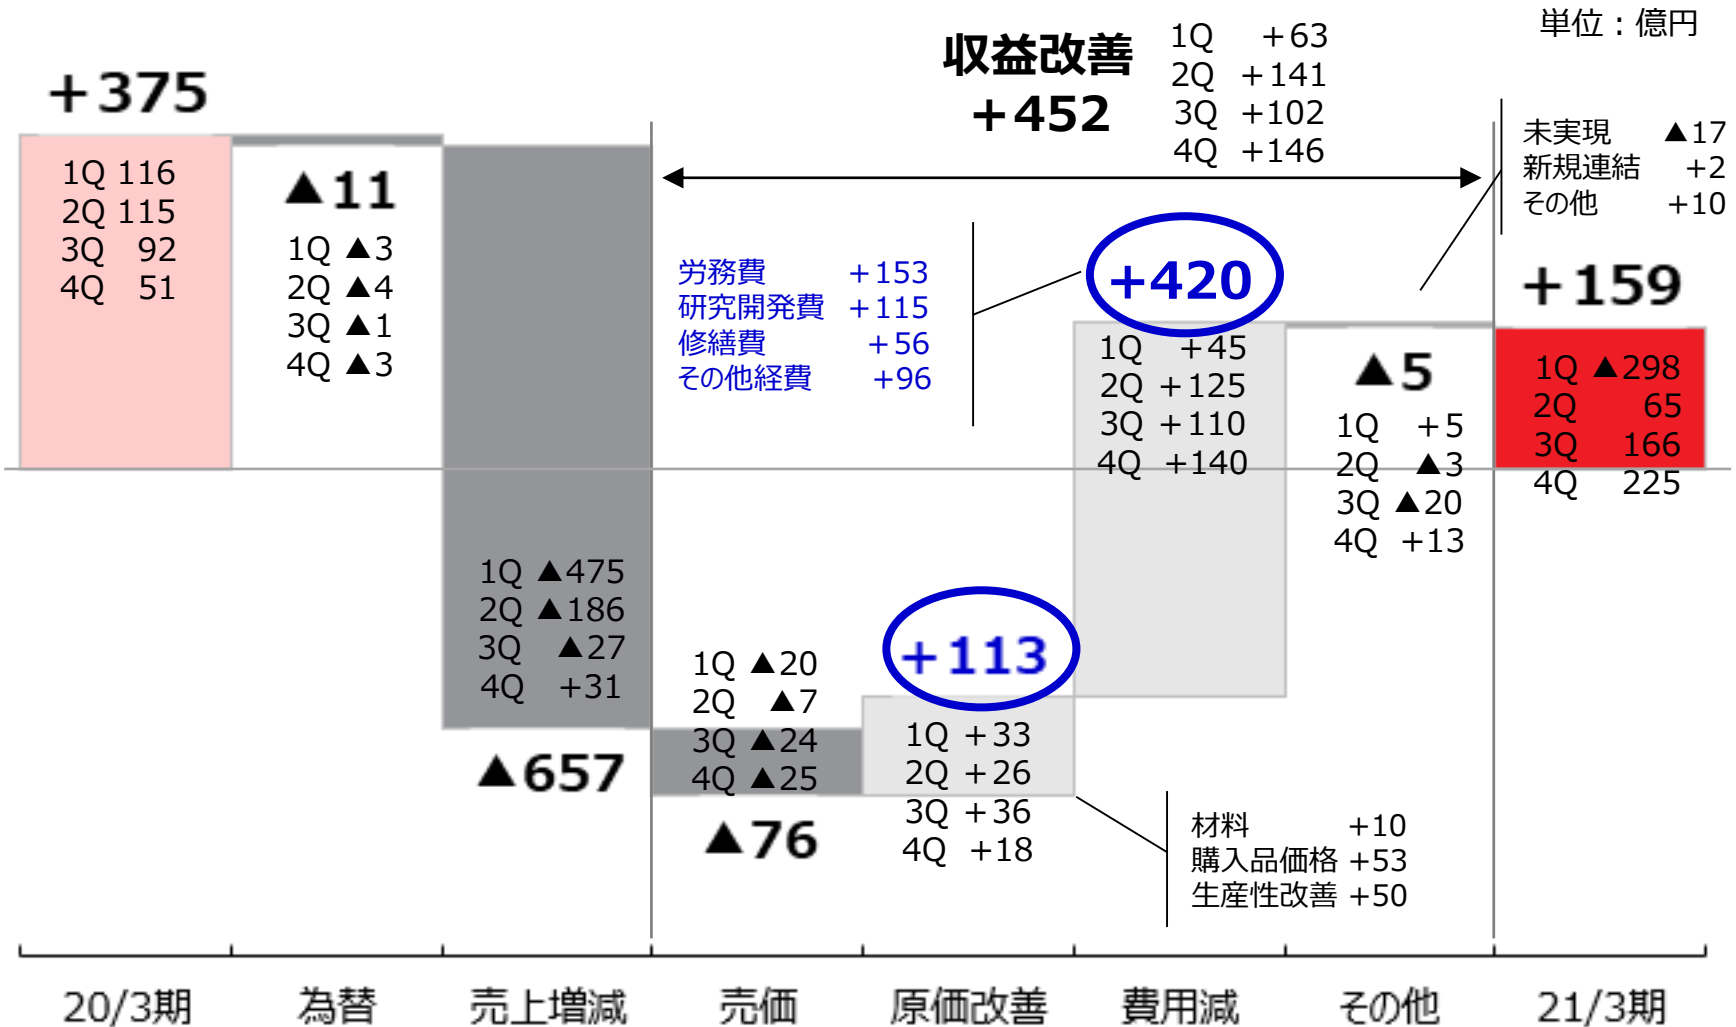 単位：億円
収益改善
+452
1Q +63
2Q +141
3Q +102
4Q +146
+375
1Q 116
2Q 115
3Q 92
4Q 51
▲11
1Q ▲3
2Q ▲4
3Q ▲1
4Q ▲3
1Q ▲475
2Q ▲186
3Q ▲27
4Q +31
▲657
1Q ▲20
2Q ▲7
3Q ▲24
4Q ▲25
▲76
+113
1Q +33
2Q +26
3Q +36
4Q +18
材料 +10
購入品価格 +53
生産性改善 +50
労務費 +153
研究開発費 +115
修繕費 +56
その他経費 +96
+420
1Q +45
2Q +125
3Q +110
4Q +140
未実現 ▲17
新規連結 +2
その他 +10
▲5
1Q +5
2Q ▲3
3Q ▲20
4Q +13
+159
1Q ▲298
2Q 65
3Q 166
4Q 225
20/3期 為替 売上増減 売価 原価改善 費用減 その他 21/3期